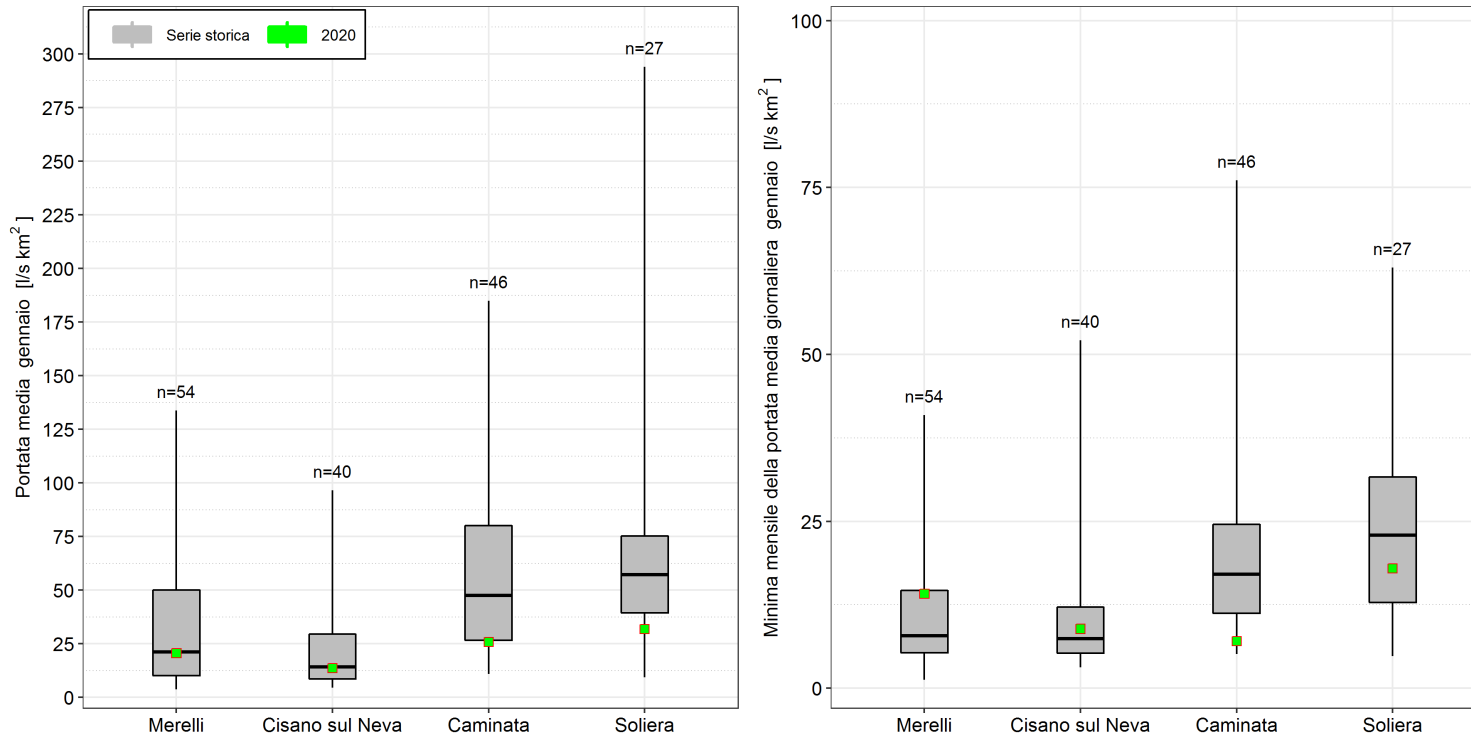 Serie storica
2020
Portata media gennaio [l/s km²]
300
275
250
225
200
175
150
125
100
75
50
25
0
n=54
n=40
n=46
n=27
Merelli
Cisano sul Neva
Caminata
Soliera
Minima mensile della portata media giornaliera gennaio [l/s km²]
100
75
50
25
0
n=54
n=40
n=46
n=27
Merelli
Cisano sul Neva
Caminata
Soliera